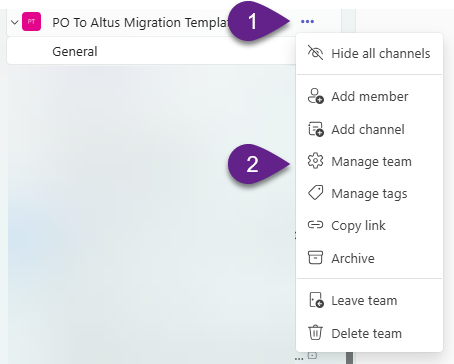 1
PT PO To Altus Migration Templat ...
General
Hide all channels
Add member
Add channel
2
Manage team
Manage tags
Copy link
Archive
Leave team
Delete team
...